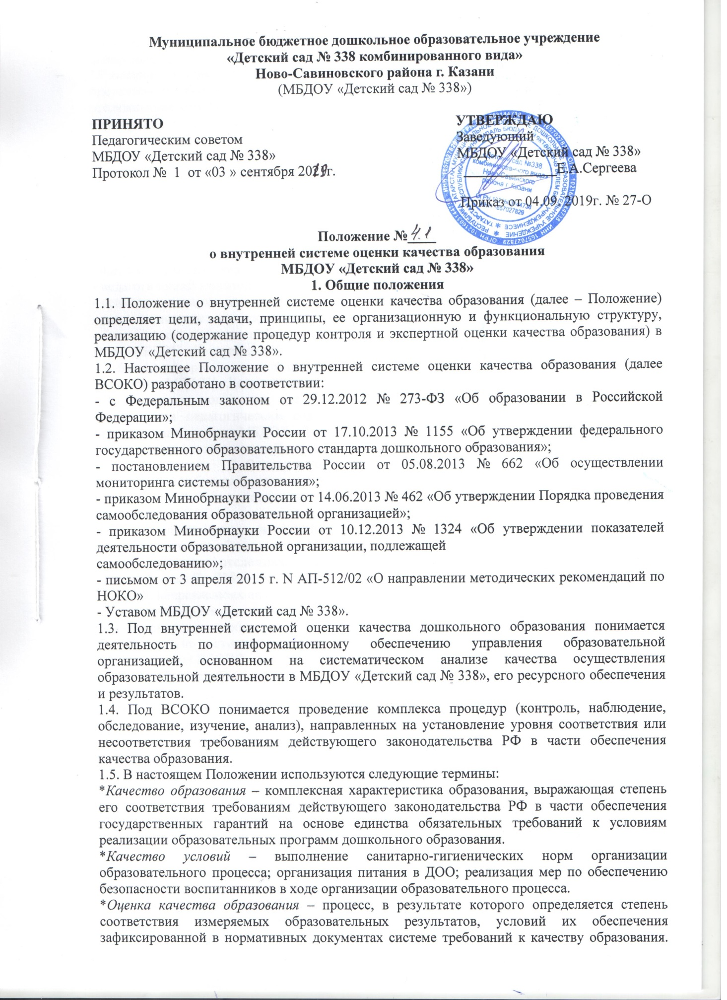 Муниципальное бюджетное дошкольное образовательное учреждение
«Детский сад № 338 комбинированного вида»
Ново-Савиновского района г. Казани
(МБДОУ «Детский сад № 338»)
ПРИНЯТО
Педагогическим советом
МБДОУ «Детский сад № 338»
Протокол № 1 от «03 » сентября 2019г.
УТВЕРЖДАЮ
Заведующий
МБДОУ «Детский сад № 338»
Е.А.Сергеева
Приказ от 04.09. 2019г. № 27-О
Детский сад №338
комбинированного вида»
Ново-Савинского
района г. Казани
Положение № 4.1
о внутренней системе оценки качества образования
МБДОУ «Детский сад № 338»
1. Общие положения
1.1. Положение о внутренней системе оценки качества образования (далее – Положение)
определяет цели, задачи, принципы, ее организационную и функциональную структуру,
реализацию (содержание процедур контроля и экспертной оценки качества образования) в
МБДОУ «Детский сад № 338».
1.2. Настоящее Положение о внутренней системе оценки качества образования (далее
ВСОКО) разработано в соответствии:
- с Федеральным законом от 29.12.2012 № 273-ФЗ «Об образовании в Российской
Федерации»;
- приказом Минобрнауки России от 17.10.2013 № 1155 «Об утверждении федерального
государственного образовательного стандарта дошкольного образования»;
- постановлением Правительства России от 05.08.2013 № 662 «Об осуществлении
мониторинга системы образования»;
- приказом Минобрнауки России от 14.06.2013 № 462 «Об утверждении Порядка проведения
самообследования образовательной организацией»;
- приказом Минобрнауки России от 10.12.2013 № 1324 «Об утверждении показателей
деятельности образовательной организации, подлежащей
самообследованию»;
- письмом от 3 апреля 2015 г. N АП-512/02 «О направлении методических рекомендаций по
НОКО»
- Уставом МБДОУ «Детский сад № 338».
1.3. Под внутренней системой оценки качества дошкольного образования понимается
деятельность по информационному обеспечению управления образовательной
организацией, основанном на систематическом анализе качества осуществления
образовательной деятельности в МБДОУ «Детский сад № 338», его ресурсного обеспечения
и результатов.
1.4. Под ВСОКО понимается проведение комплекса процедур (контроль, наблюдение,
обследование, изучение, анализ), направленных на установление уровня соответствия или
несоответствия требованиям действующего законодательства РФ в части обеспечения
качества образования.
1.5. В настоящем Положении используются следующие термины:
*Качество образования – комплексная характеристика образования, выражающая степень
его соответствия требованиям действующего законодательства РФ в части обеспечения
государственных гарантий на основе единства обязательных требований к условиям
реализации образовательных программ дошкольного образования.
*Качество условий – выполнение санитарно-гигиенических норм организации
образовательного процесса; организация питания в ДОО; реализация мер по обеспечению
безопасности воспитанников в ходе организации образовательного процесса.
*Оценка качества образования – процесс, в результате которого определяется степень
соответствия измеряемых образовательных результатов, условий их обеспечения
зафиксированной в нормативных документах системе требований к качеству образования.